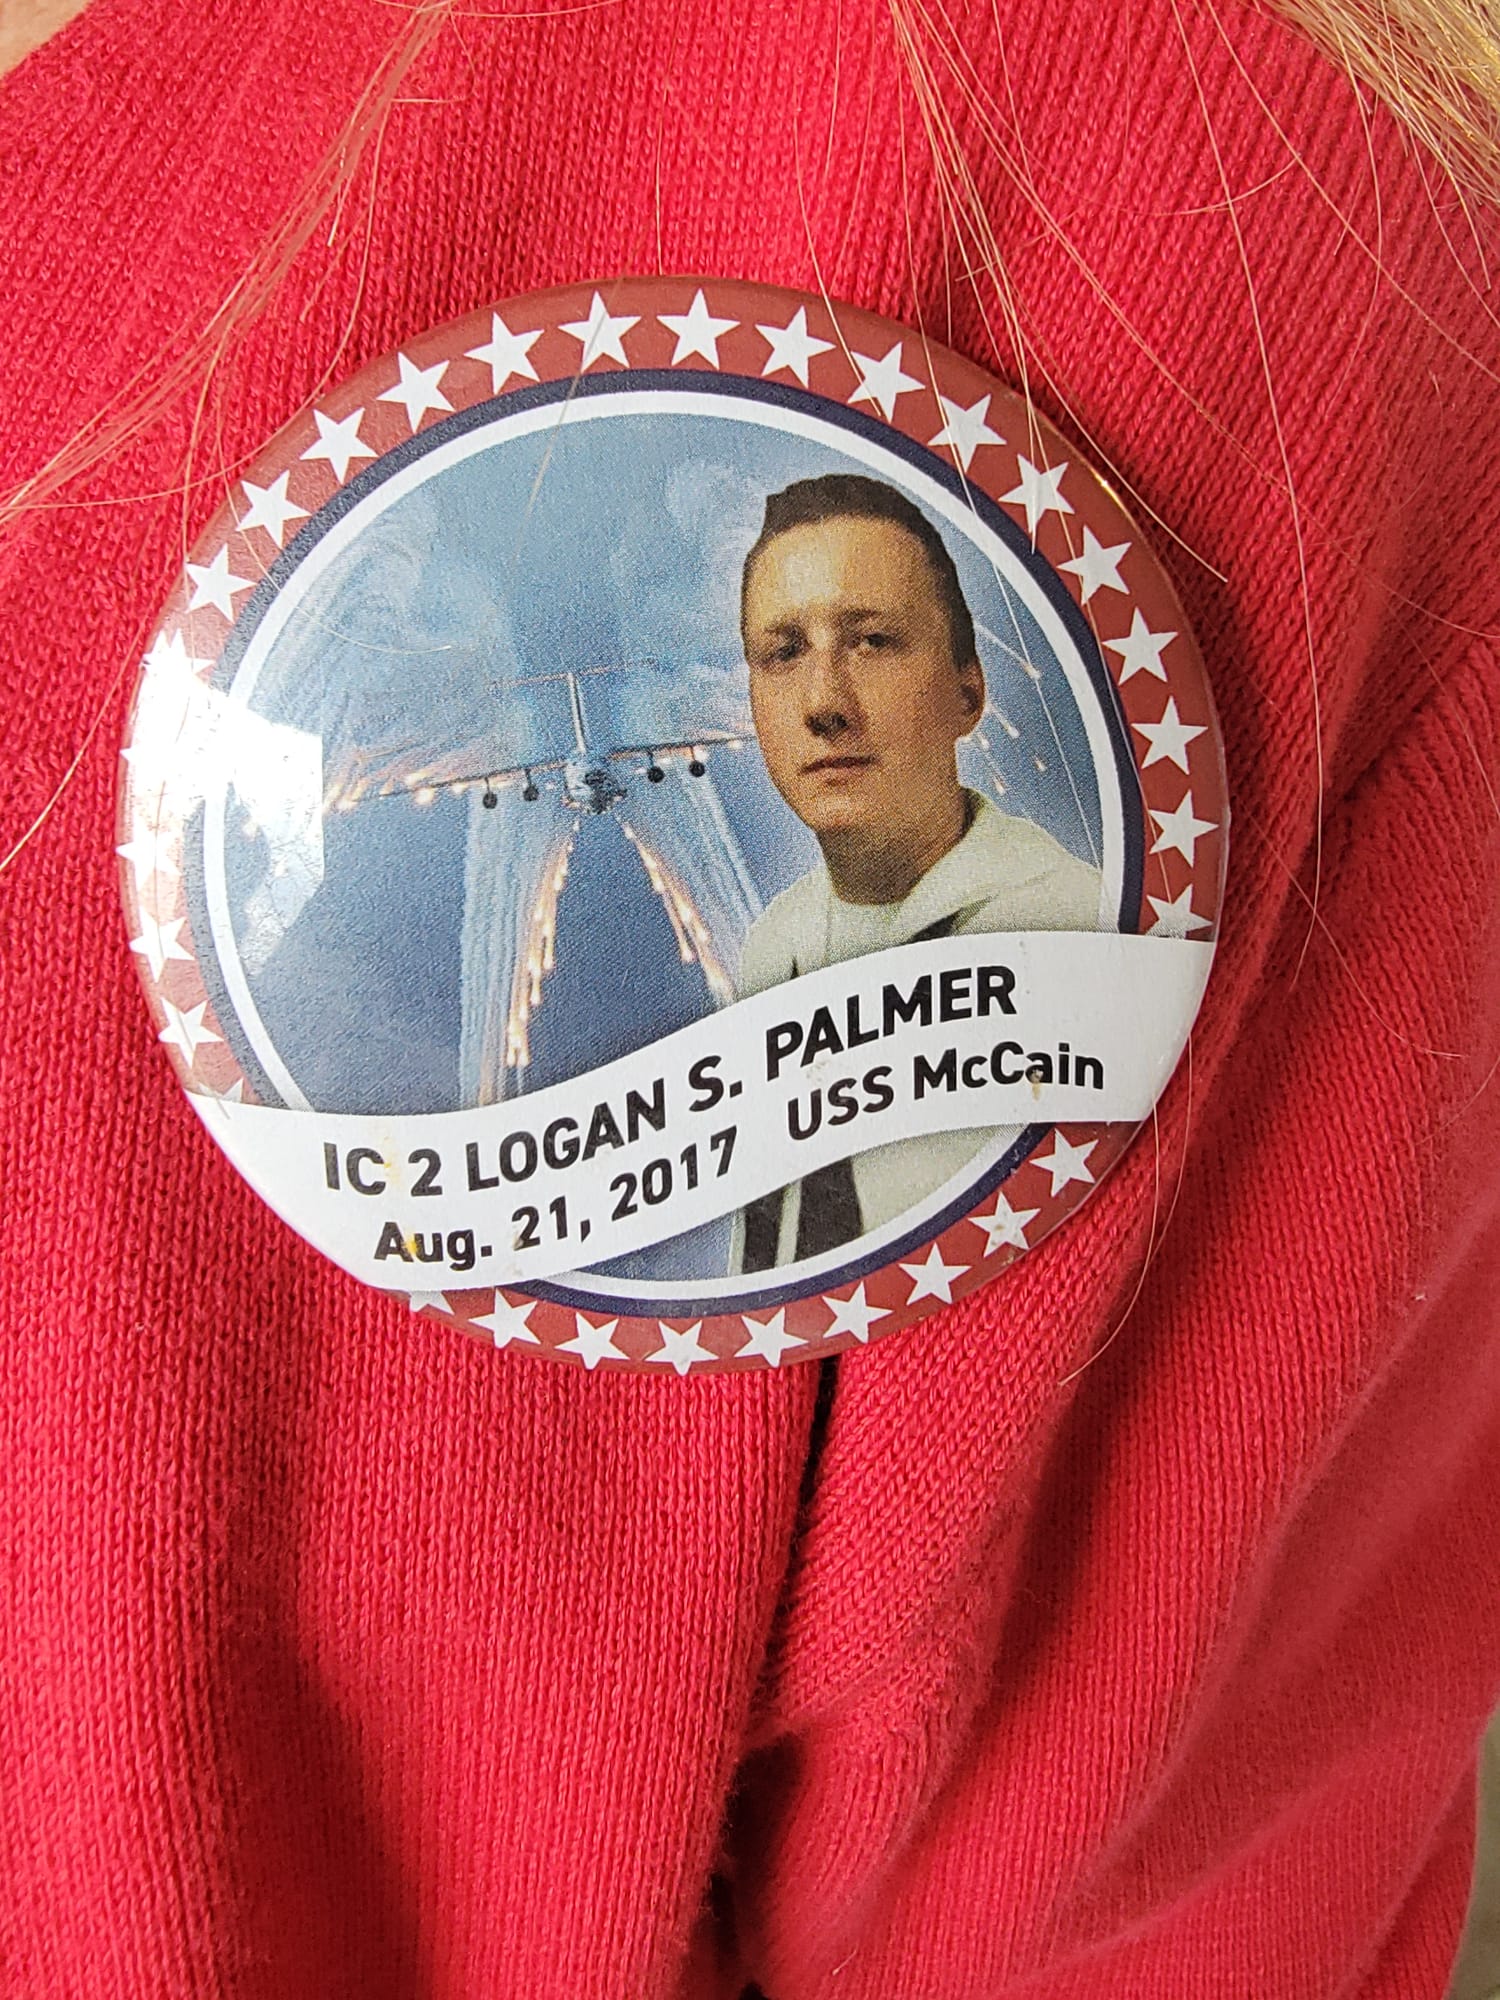 IC 2 LOGAN S. PALMER
Aug. 21, 2017 USS McCain